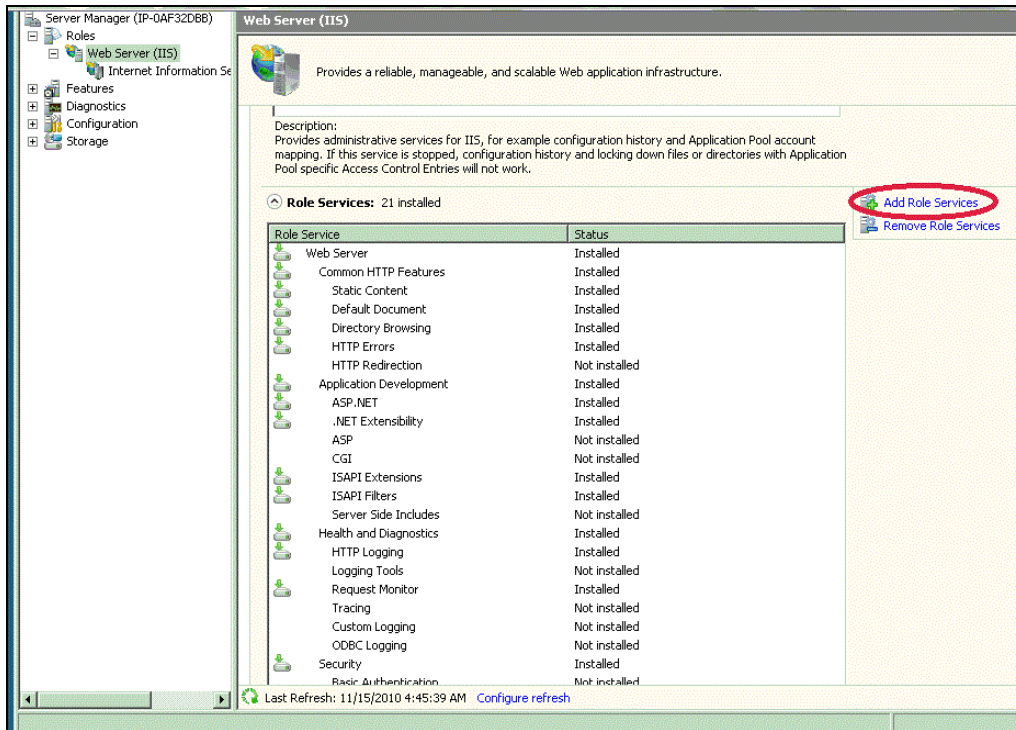 Server Manager (IP-0AF32DBB)
Roles
Web Server (IIS)
Internet Information Se
Features
Diagnostics
Configuration
Storage
Web Server (IIS)
Provides a reliable, manageable, and scalable Web application infrastructure.
Description:
Provides administrative services for IIS, for example configuration history and Application Pool account
mapping. If this service is stopped, configuration history and locking down files or directories with Application
Pool specific Access Control Entries will not work.
Role Services: 21 installed
Add Role Services
Remove Role Services
Role Service Status
Web Server Installed
Common HTTP Features Installed
Static Content Installed
Default Document Installed
Directory Browsing Installed
HTTP Errors Installed
HTTP Redirection Not installed
Application Development Installed
ASP.NET Installed
.NET Extensibility Installed
ASP Not installed
CGI Not installed
ISAPI Extensions Installed
ISAPI Filters Installed
Server Side Includes Not installed
Health and Diagnostics Installed
HTTP Logging Installed
Logging Tools Not installed
Request Monitor Installed
Tracing Not installed
Custom Logging Not installed
ODBC Logging Not installed
Security Installed
Basic Authentication Not installed
Last Refresh: 11/15/2010 4:45:39 AM Configure refresh